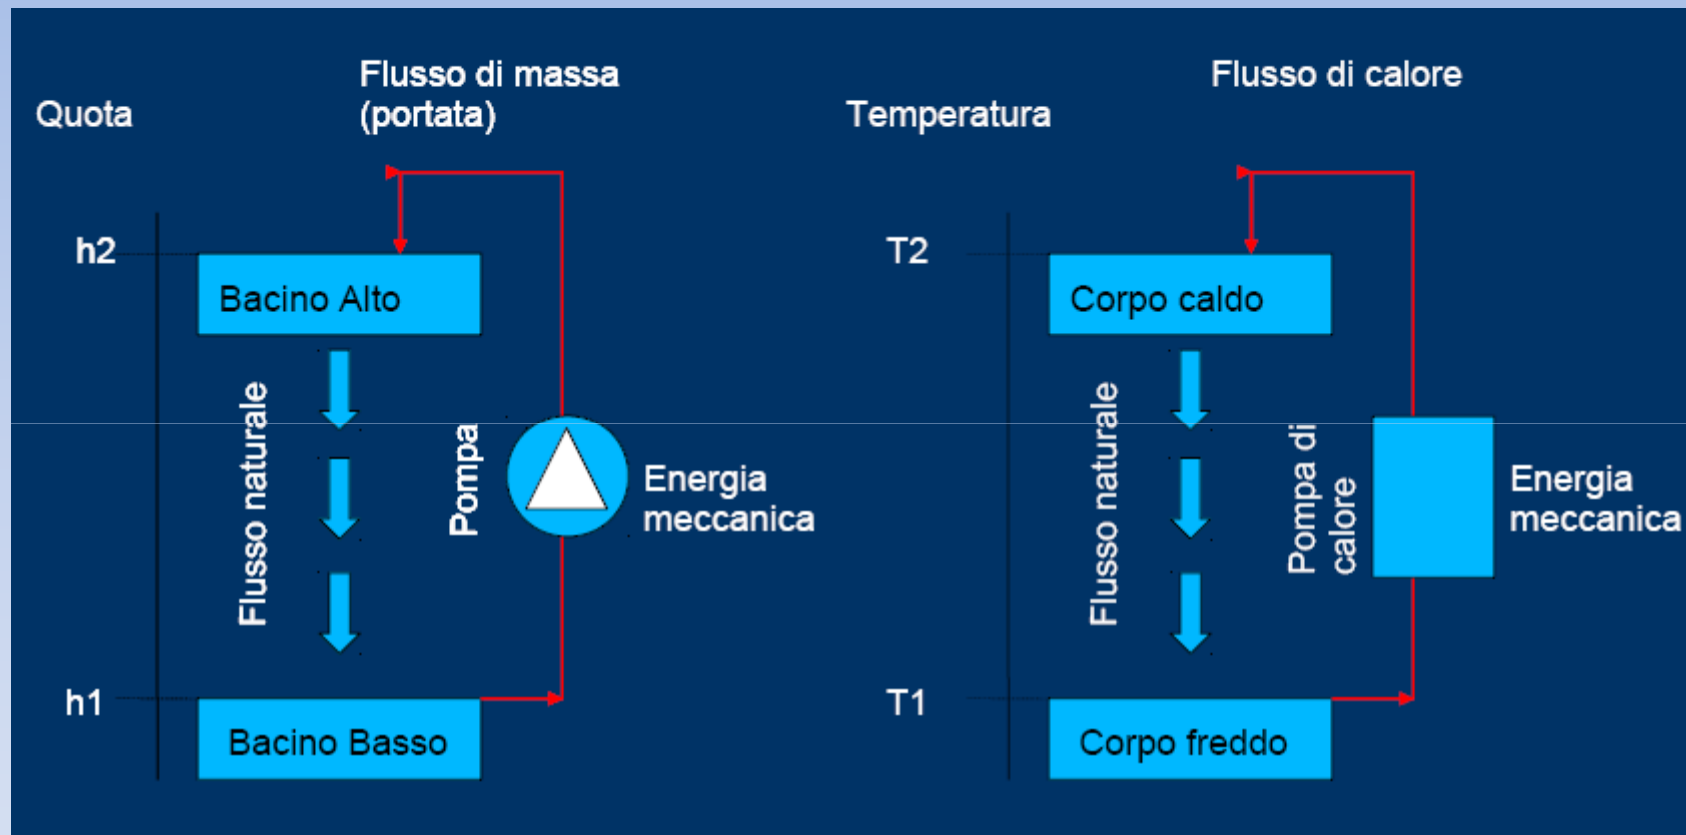 Flusso di massa
(portata)
Quota
h2
Bacino Alto
Flusso naturale
Pompa
Energia
meccanica
h1
Bacino Basso
Flusso di calore
Temperatura
T2
Corpo caldo
Flusso naturale
Pompa di
calore
Energia
meccanica
T1
Corpo freddo